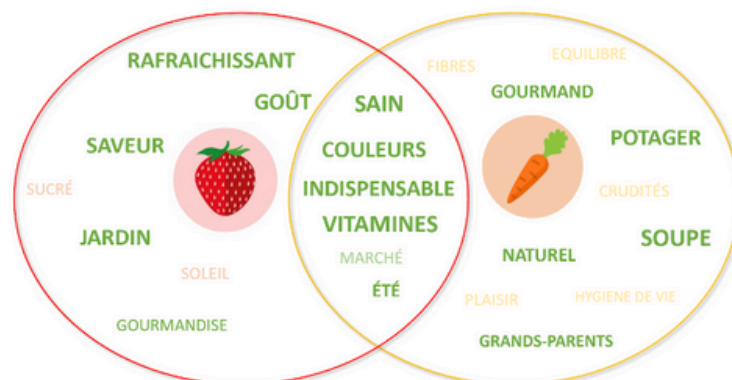 RAFRAICHISSANT
GOÛT
SAVEUR
SUCRÉ
JARDIN
SOLEIL
GOURMANDISE
SAIN
COULEURS
INDISPENSABLE
VITAMINES
MARCHÉ
ÉTÉ
FIBRES
EQUILIBRE
GOURMAND
POTAGER
CRUDITÉS
SOUPE
NATUREL
PLAISIR
HYGIENE DE VIE
GRANDS-PARENTS